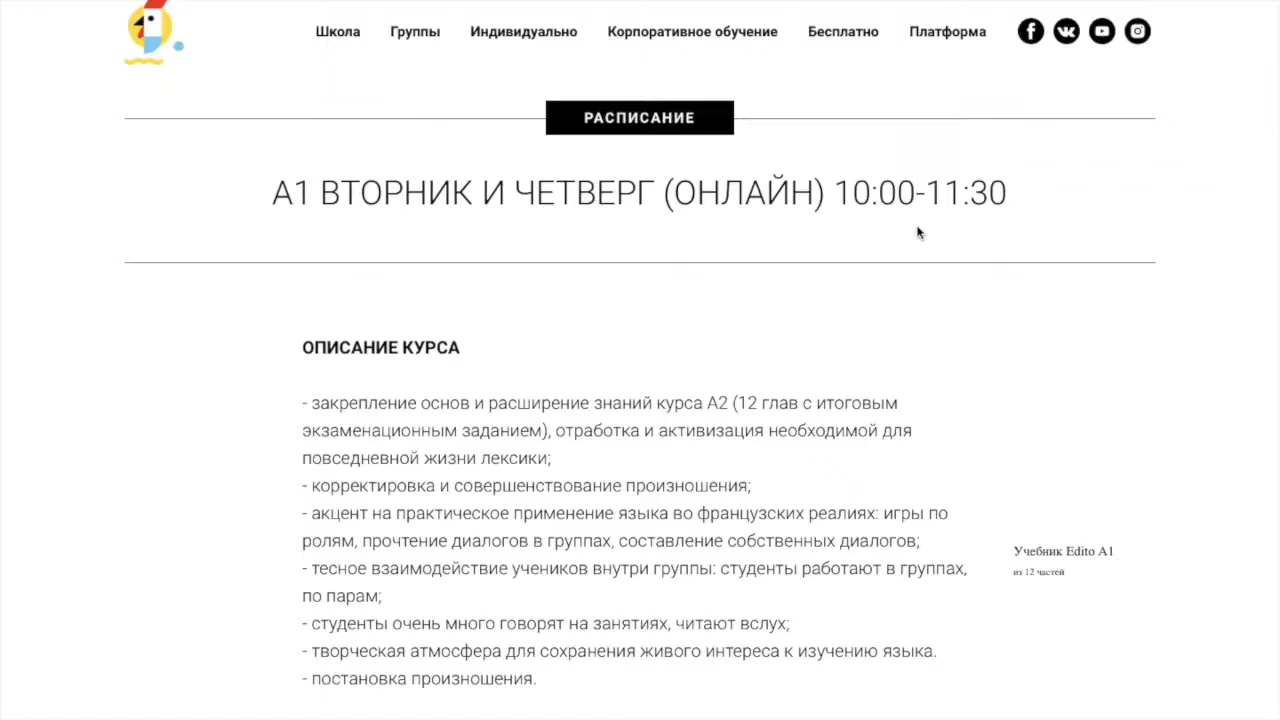 Школа Группы Индивидуально Корпоративное обучение Бесплатно Платформа
РАСПИСАНИЕ
А1 ВТОРНИК И ЧЕТВЕРГ (ОНЛАЙН) 10:00-11:30
ОПИСАНИЕ КУРСА
- закрепление основ и расширение знаний курса А2 (12 глав с итоговым
экзаменационным заданием), отработка и активизация необходимой для
повседневной жизни лексики;
- корректировка и совершенствование произношения;
- акцент на практическое применение языка во французских реалиях: игры по
ролям, прочтение диалогов в группах, составление собственных диалогов;
- тесное взаимодействие учеников внутри группы: студенты работают в группах,
по парам;
- студенты очень много говорят на занятиях, читают вслух;
- творческая атмосфера для сохранения живого интереса к изучению языка.
- постановка произношения.
Учебник Edito A1
из 12 частей